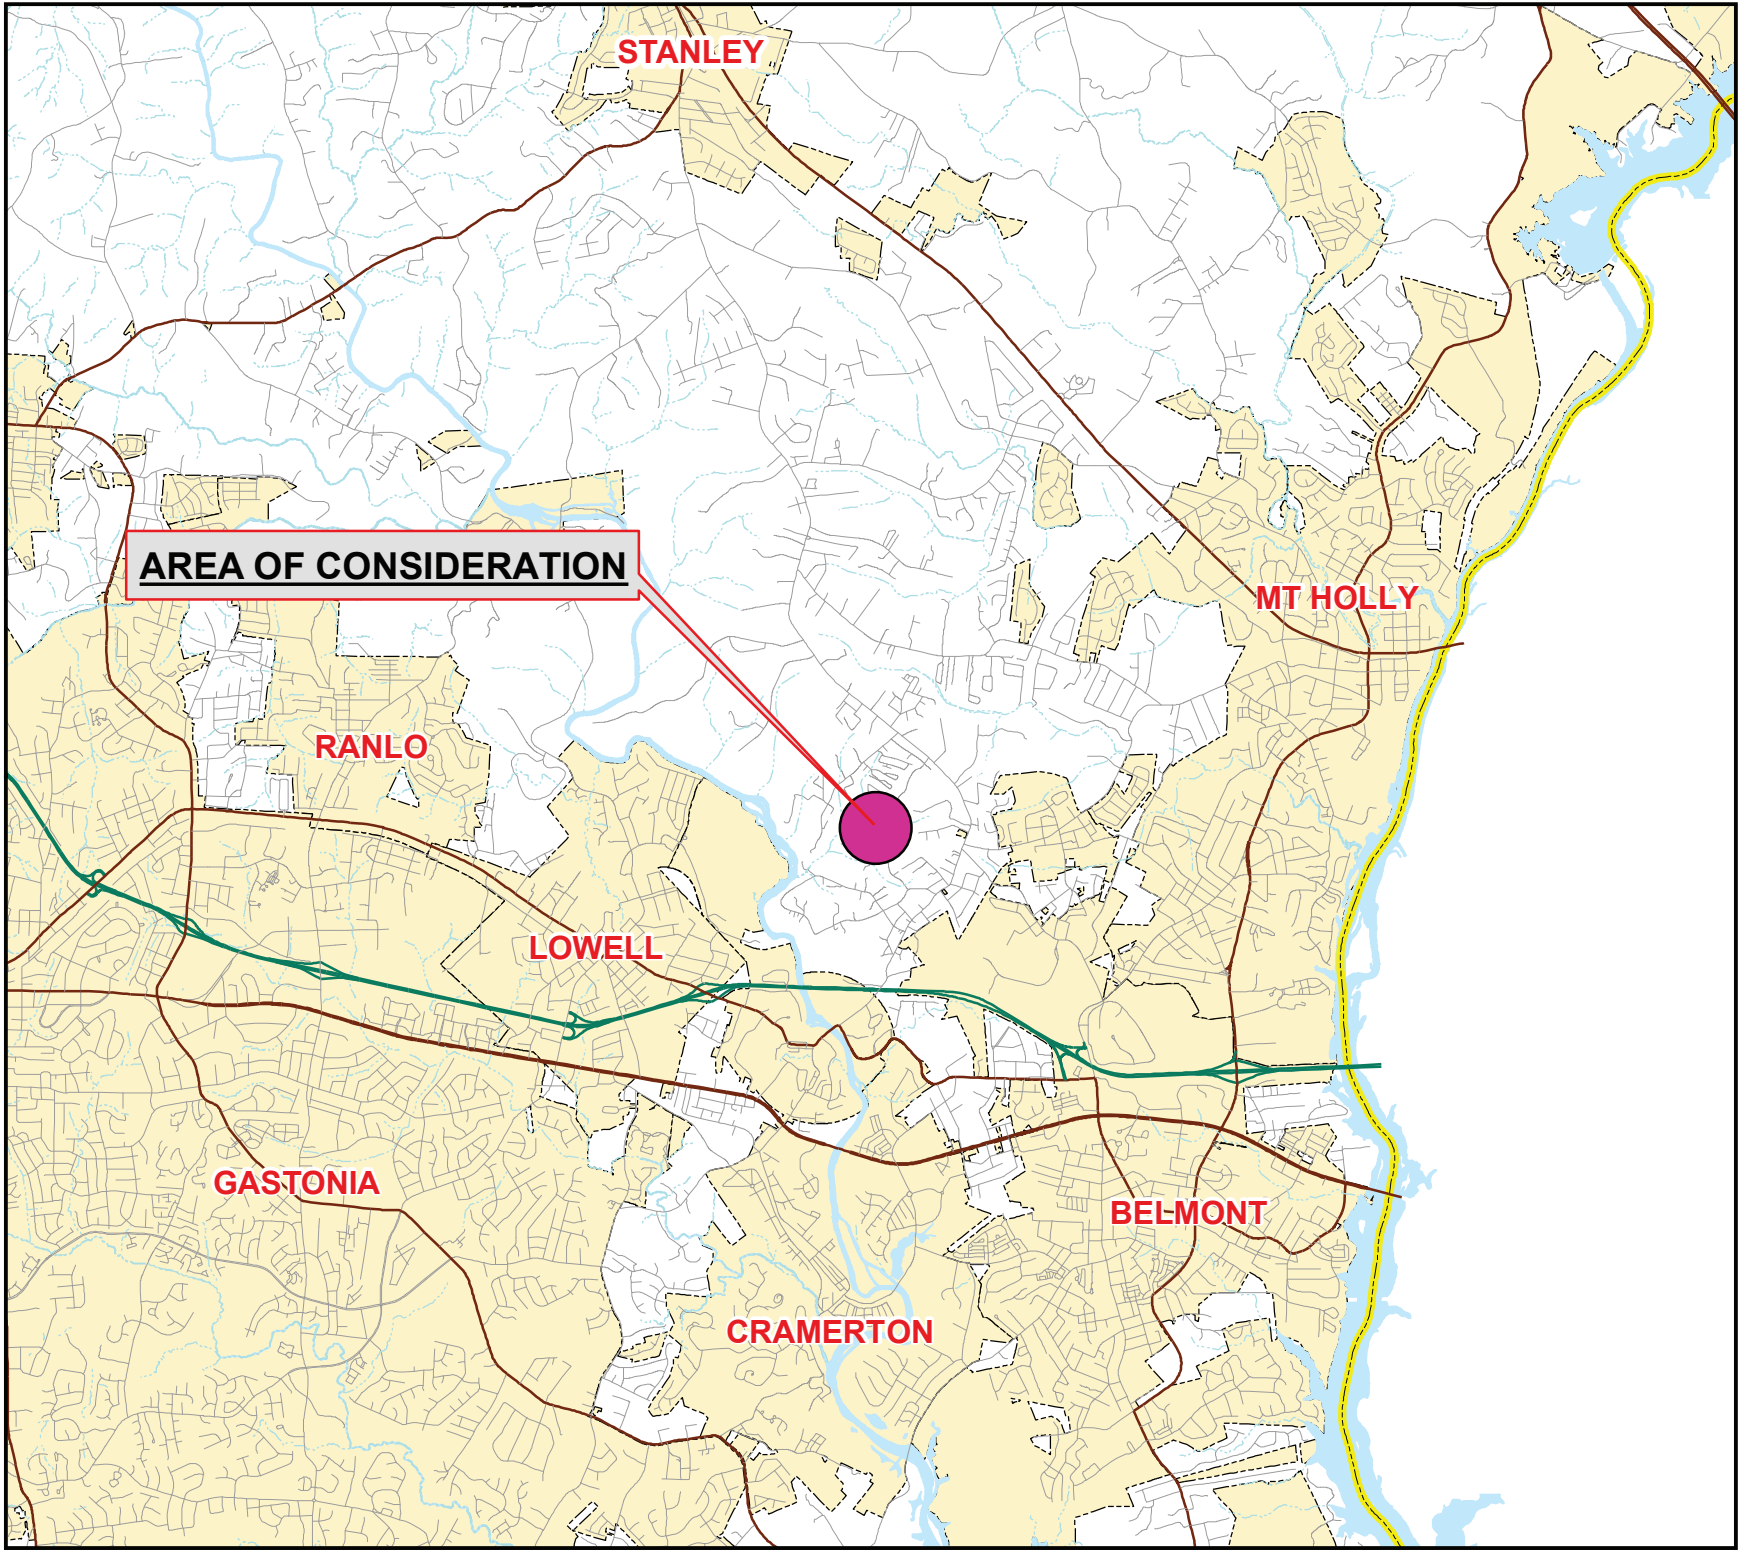 STANLEY
AREA OF CONSIDERATION
MT HOLLY
RANLO
LOWELL
GASTONIA
BELMONT
CRAMERTON